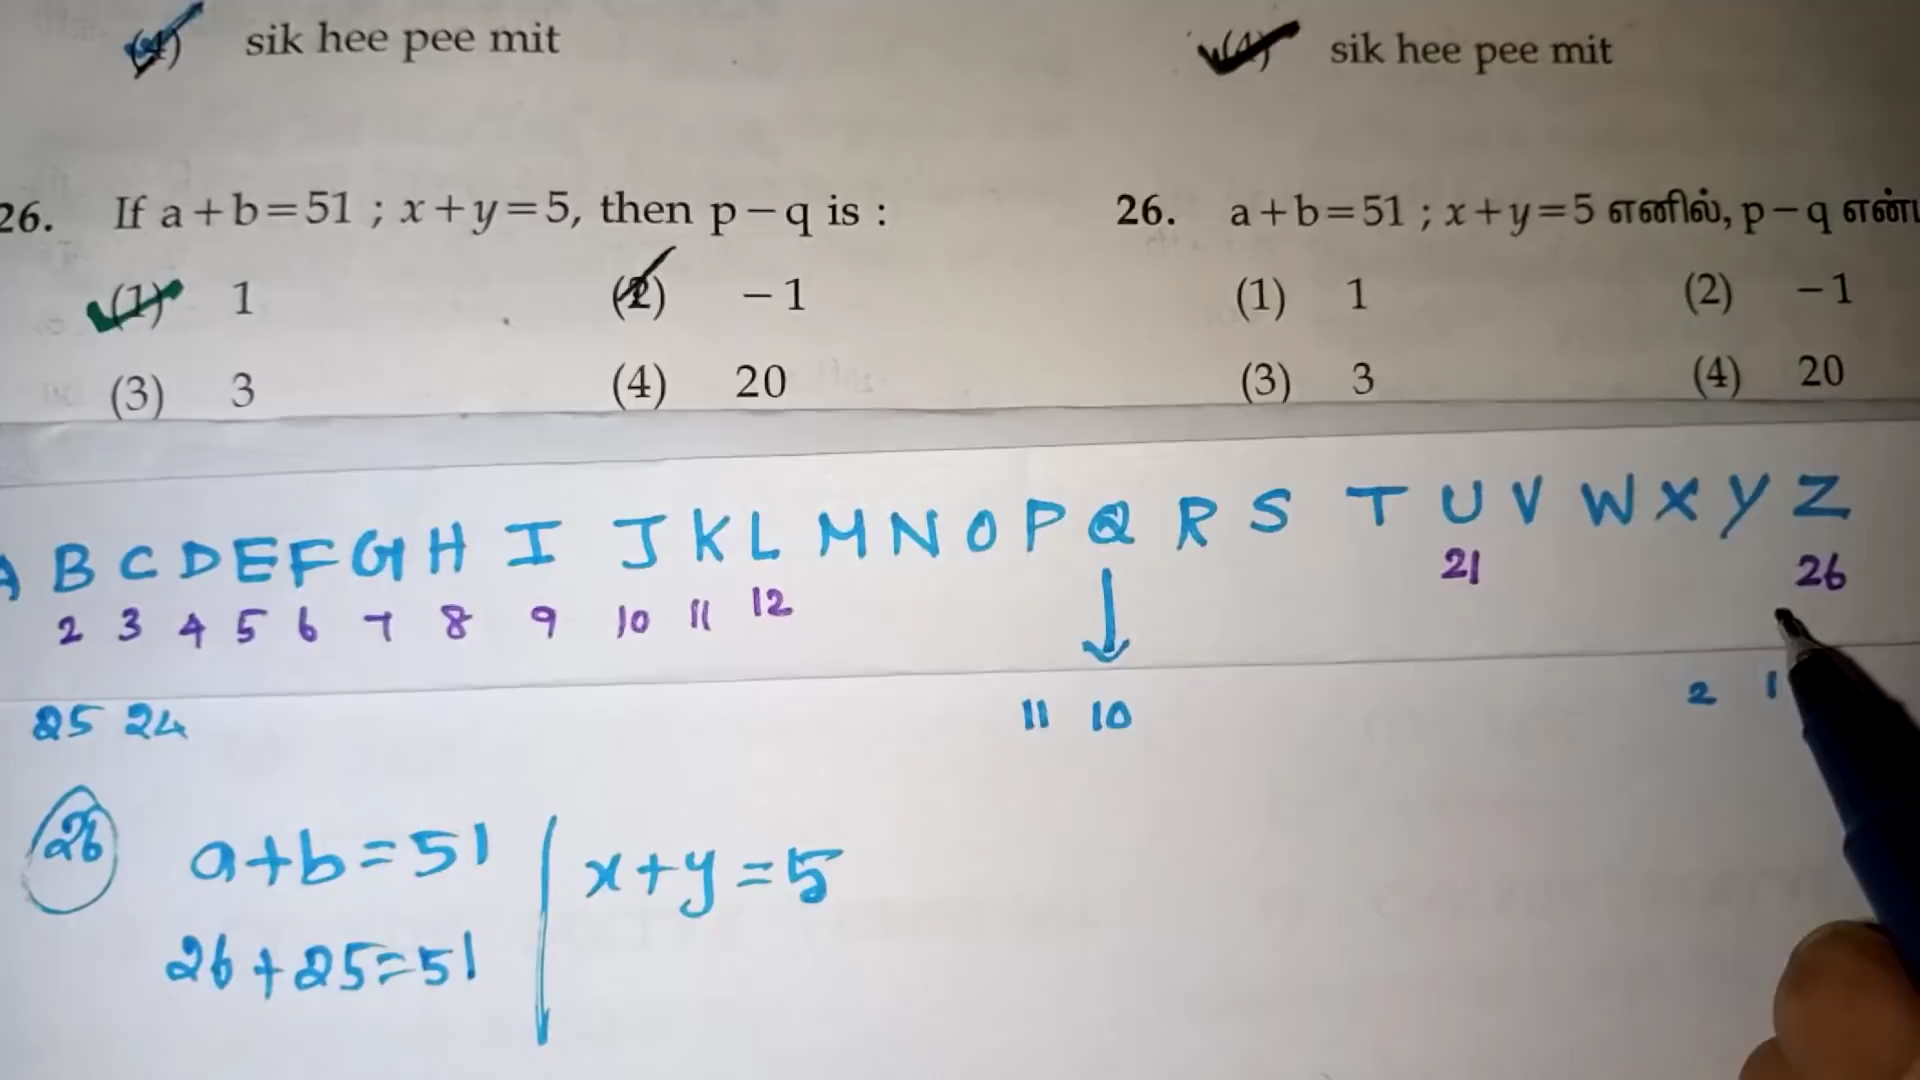 (4) sik hee pee mit
(4) sik hee pee mit
26. If a + b = 51 ; x + y = 5, then p − q is :
(1) 1 (2) − 1
(3) 3 (4) 20
26. a + b = 51 ; x + y = 5 எனில், p − q
(1) 1 (2) − 1
(3) 3 (4) 20
A B C D E F G H I J K L M N O P Q R S T U V W X Y Z
2 3 4 5 6 7 8 9 10 11 12 21 26
25 24 11 10 2 1
26 a+b=51 x+y=5
26+25=51